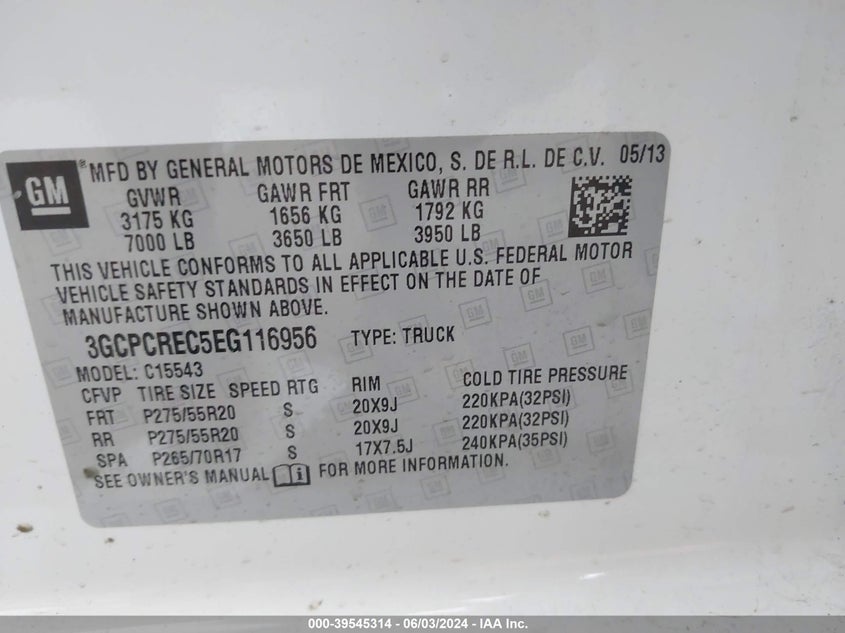 GM
® MFD BY GENERAL MOTORS DE MEXICO, S. DE R.L. DE C.V. 05/13
GVWR GAWR FRT GAWR RR
3175 KG 1656 KG 1792 KG
7000 LB 3650 LB 3950 LB
THIS VEHICLE CONFORMS TO ALL APPLICABLE U.S. FEDERAL MOTOR
VEHICLE SAFETY STANDARDS IN EFFECT ON THE DATE OF
MANUFACTURE SHOWN ABOVE.
3GCPCREC5EG116956 TYPE: TRUCK
MODEL: C15543
CFVP TIRE SIZE SPEED RTG RIM COLD TIRE PRESSURE
FRT P275/55R20 S 20X9J 220KPA(32PSI)
RR P275/55R20 S 20X9J 220KPA(32PSI)
SPA P265/70R17 S 17X7.5J 240KPA(35PSI)
SEE OWNER'S MANUAL i FOR MORE INFORMATION.
000-39545314 - 06/03/2024 - IAA Inc.